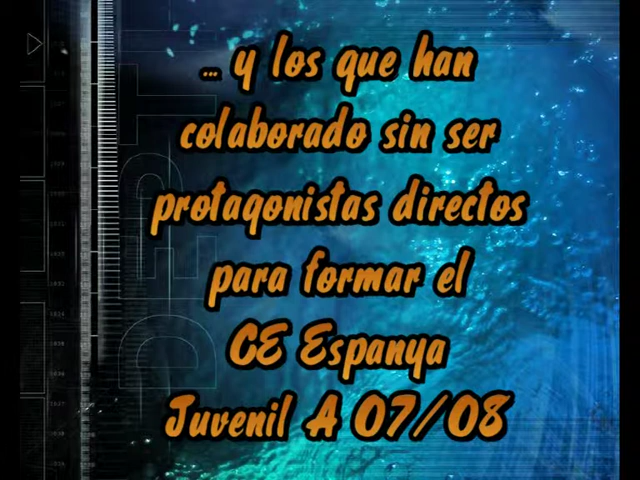 ... y los que han
colaborado sin ser
protagonistas directos
para formar el
CE Espanya
Juvenil A 07/08